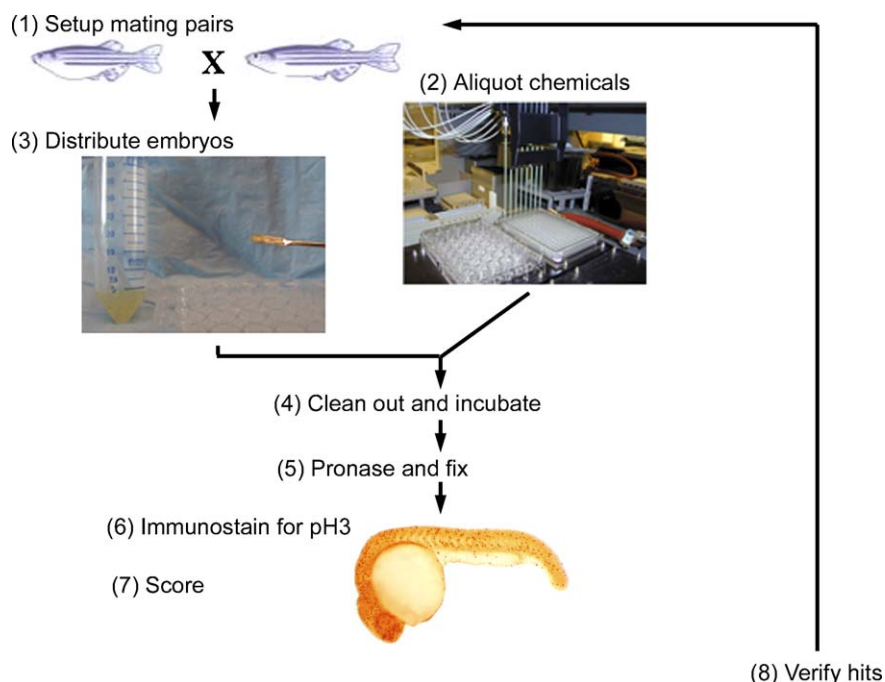 (1) Setup mating pairs
X
(2) Aliquot chemicals
(3) Distribute embryos
(4) Clean out and incubate
(5) Pronase and fix
(6) Immunostain for pH3
(7) Score
(8) Verify hits